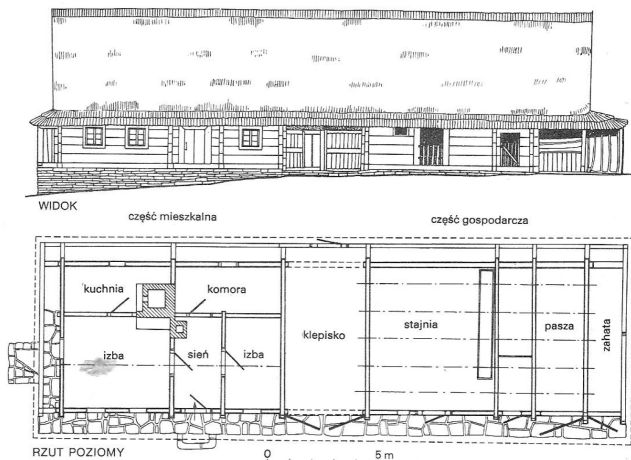 WIDOK
część mieszkalna część gospodarcza
kuchnia komora
izba sień izba klepisko stajnia pasza zahata
RZUT POZIOMY 0 5 m